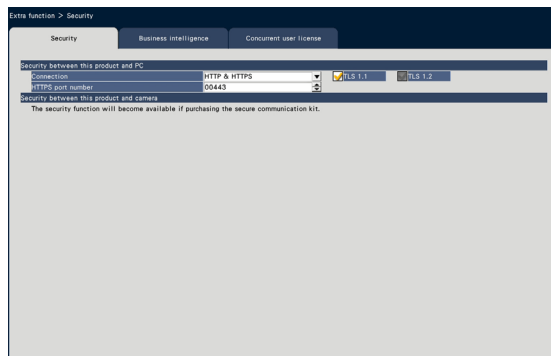 Extra function > Security
Security Business intelligence Concurrent user license
Security between this product and PC
Connection HTTP & HTTPS TLS 1.1 TLS 1.2
HTTPS port number 00443
Security between this product and camera
The security function will become available if purchasing the secure communication kit.